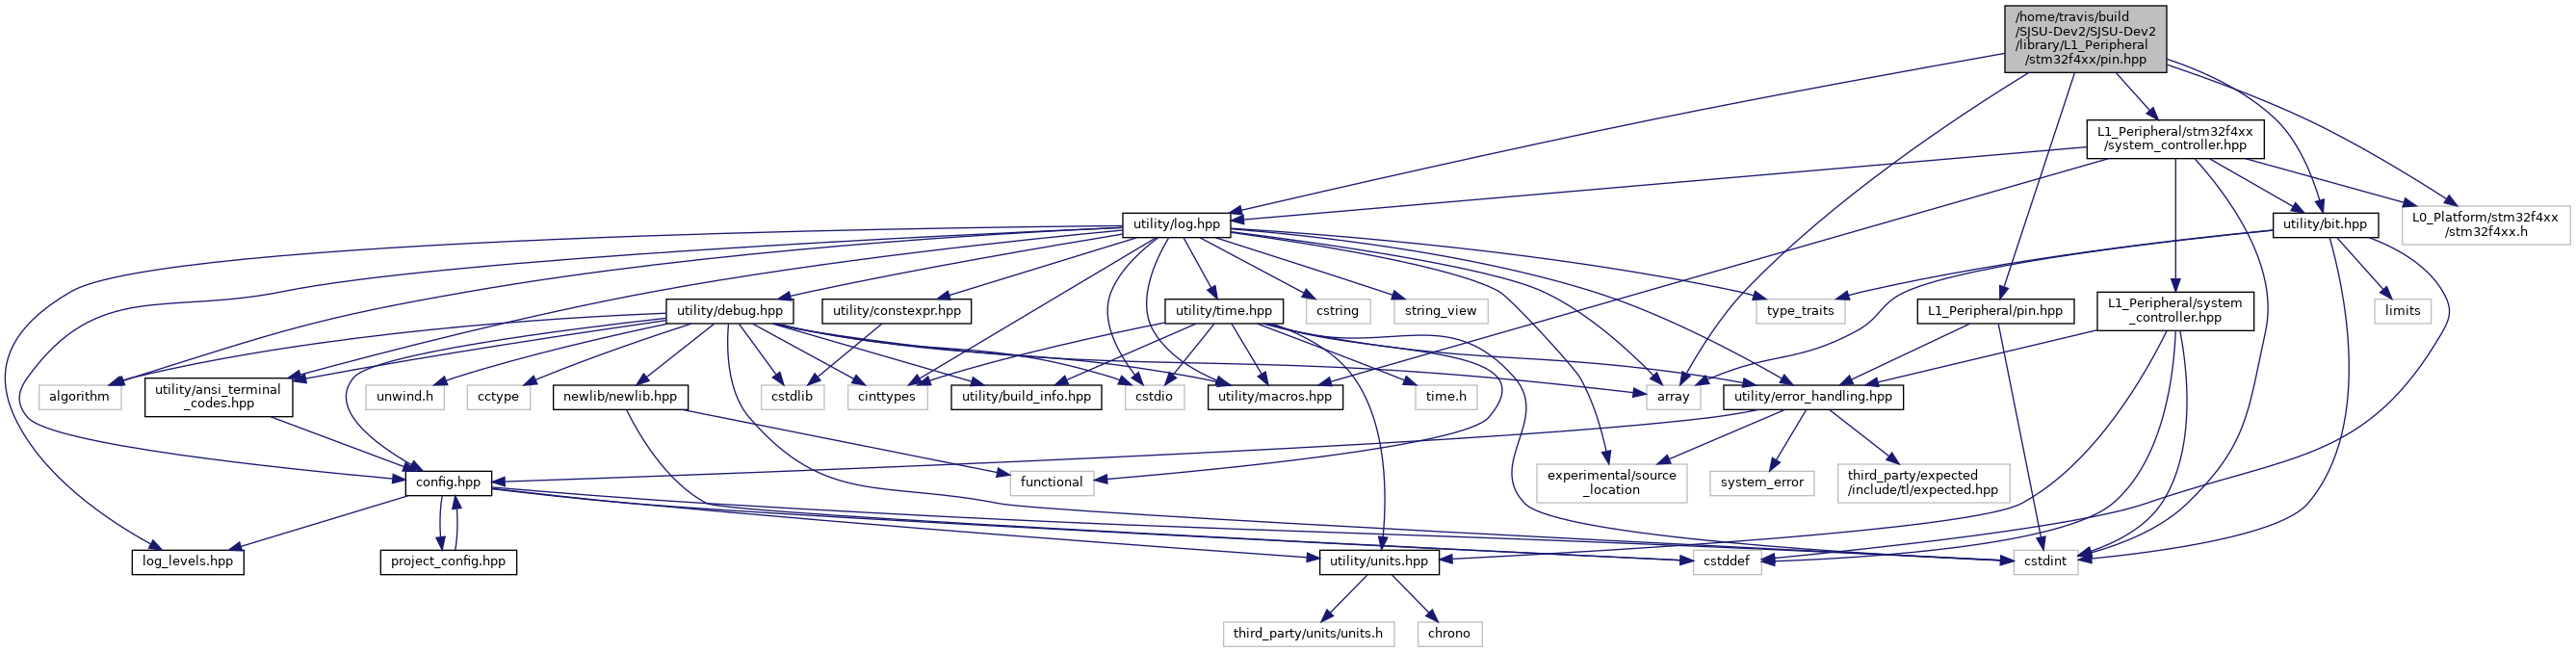 /home/travis/build
/SJSU-Dev2/SJSU-Dev2
/library/L1_Peripheral
/stm32f4xx/pin.hpp
L1_Peripheral/stm32f4xx
/system_controller.hpp
utility/log.hpp
utility/bit.hpp
L0_Platform/stm32f4xx
/stm32f4xx.h
utility/debug.hpp
utility/constexpr.hpp
utility/time.hpp
cstring
string_view
type_traits
L1_Peripheral/pin.hpp
L1_Peripheral/system
_controller.hpp
limits
algorithm
utility/ansi_terminal
_codes.hpp
unwind.h
cctype
newlib/newlib.hpp
cstdlib
cinttypes
utility/build_info.hpp
cstdio
utility/macros.hpp
time.h
array
utility/error_handling.hpp
config.hpp
functional
experimental/source
_location
system_error
third_party/expected
/include/tl/expected.hpp
log_levels.hpp
project_config.hpp
utility/units.hpp
cstddef
cstdint
third_party/units/units.h
chrono